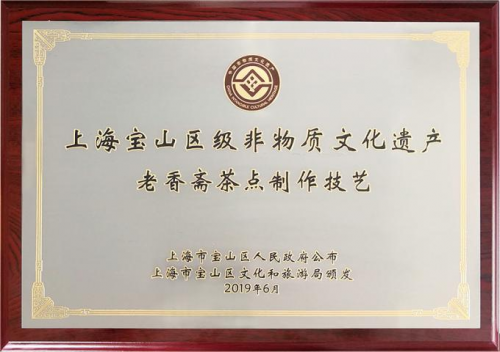 上海宝山区级非物质文化遗产
老香斋茶点制作技艺
上海市宝山区人民政府公布
上海市宝山区文化和旅游局颁发
2019年6月